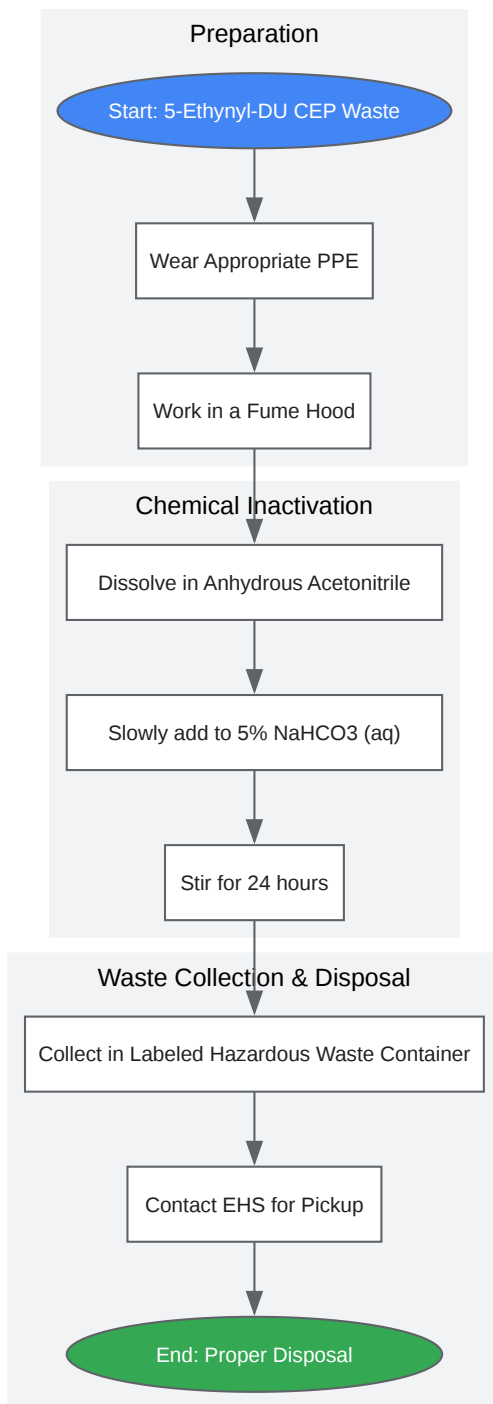 Preparation
Start: 5-Ethynyl-DU CEP Waste
Wear Appropriate PPE
Work in a Fume Hood
Chemical Inactivation
Dissolve in Anhydrous Acetonitrile
Slowly add to 5% NaHCO3 (aq)
Stir for 24 hours
Waste Collection & Disposal
Collect in Labeled Hazardous Waste Container
Contact EHS for Pickup
End: Proper Disposal